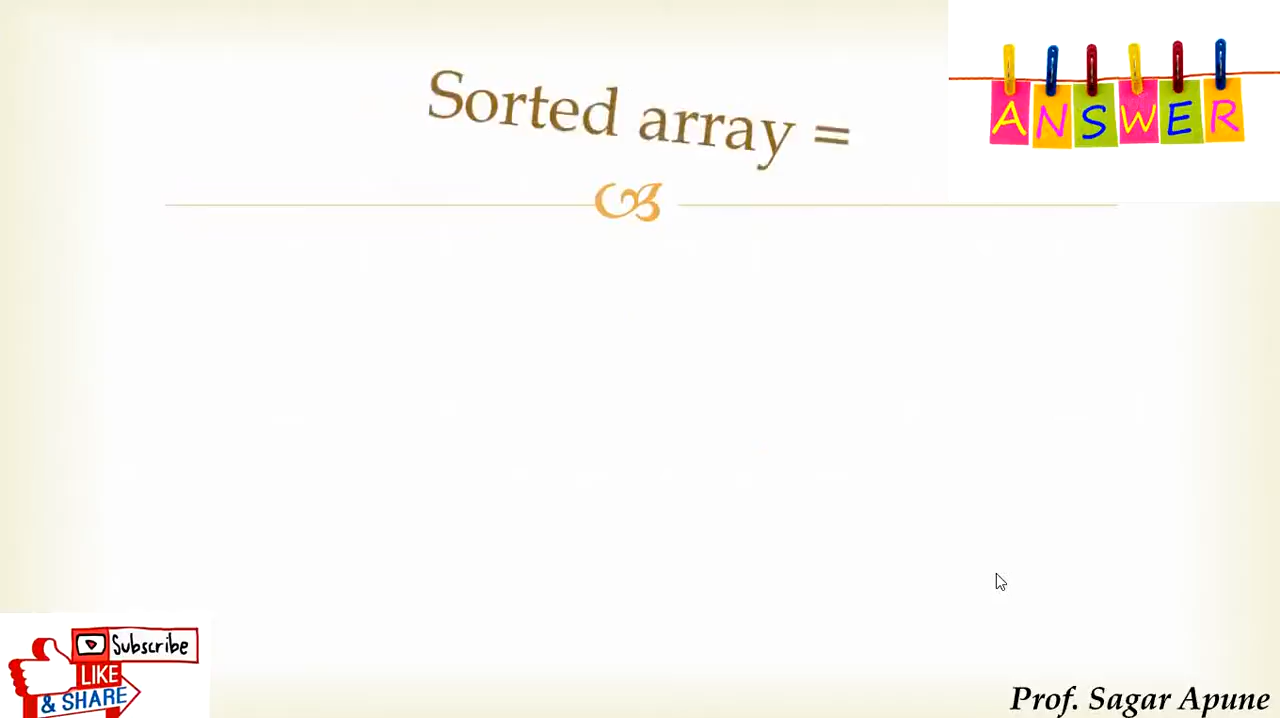 Sorted array =
ANSWER
Subscribe
LIKE
& SHARE
Prof. Sagar Apune